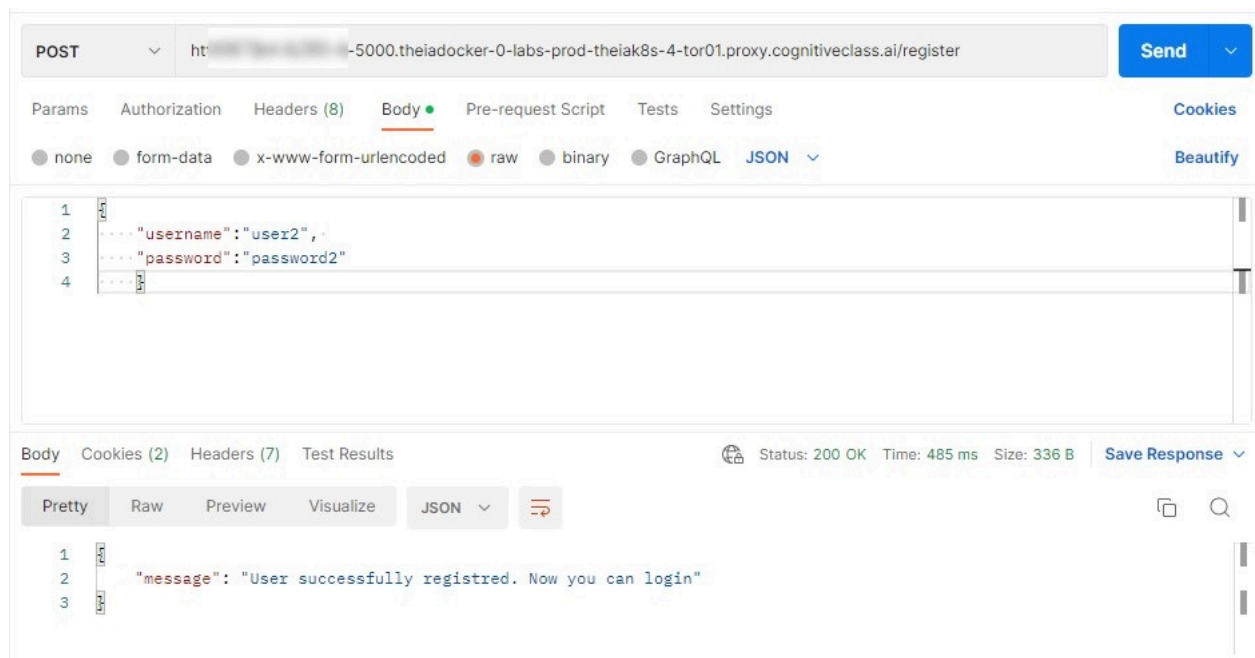 POST ht -5000.theiadocker-0-labs-prod-theiak8s-4-tor01.proxy.cognitiveclass.ai/register Send
Params Authorization Headers (8) Body Pre-request Script Tests Settings Cookies
none form-data x-www-form-urlencoded raw binary GraphQL JSON Beautify
1 {
2 "username":"user2",
3 "password":"password2"
4 }
Body Cookies (2) Headers (7) Test Results Status: 200 OK Time: 485 ms Size: 336 B Save Response
Pretty Raw Preview Visualize JSON
1 {
2 "message": "User successfully registred. Now you can login"
3 }